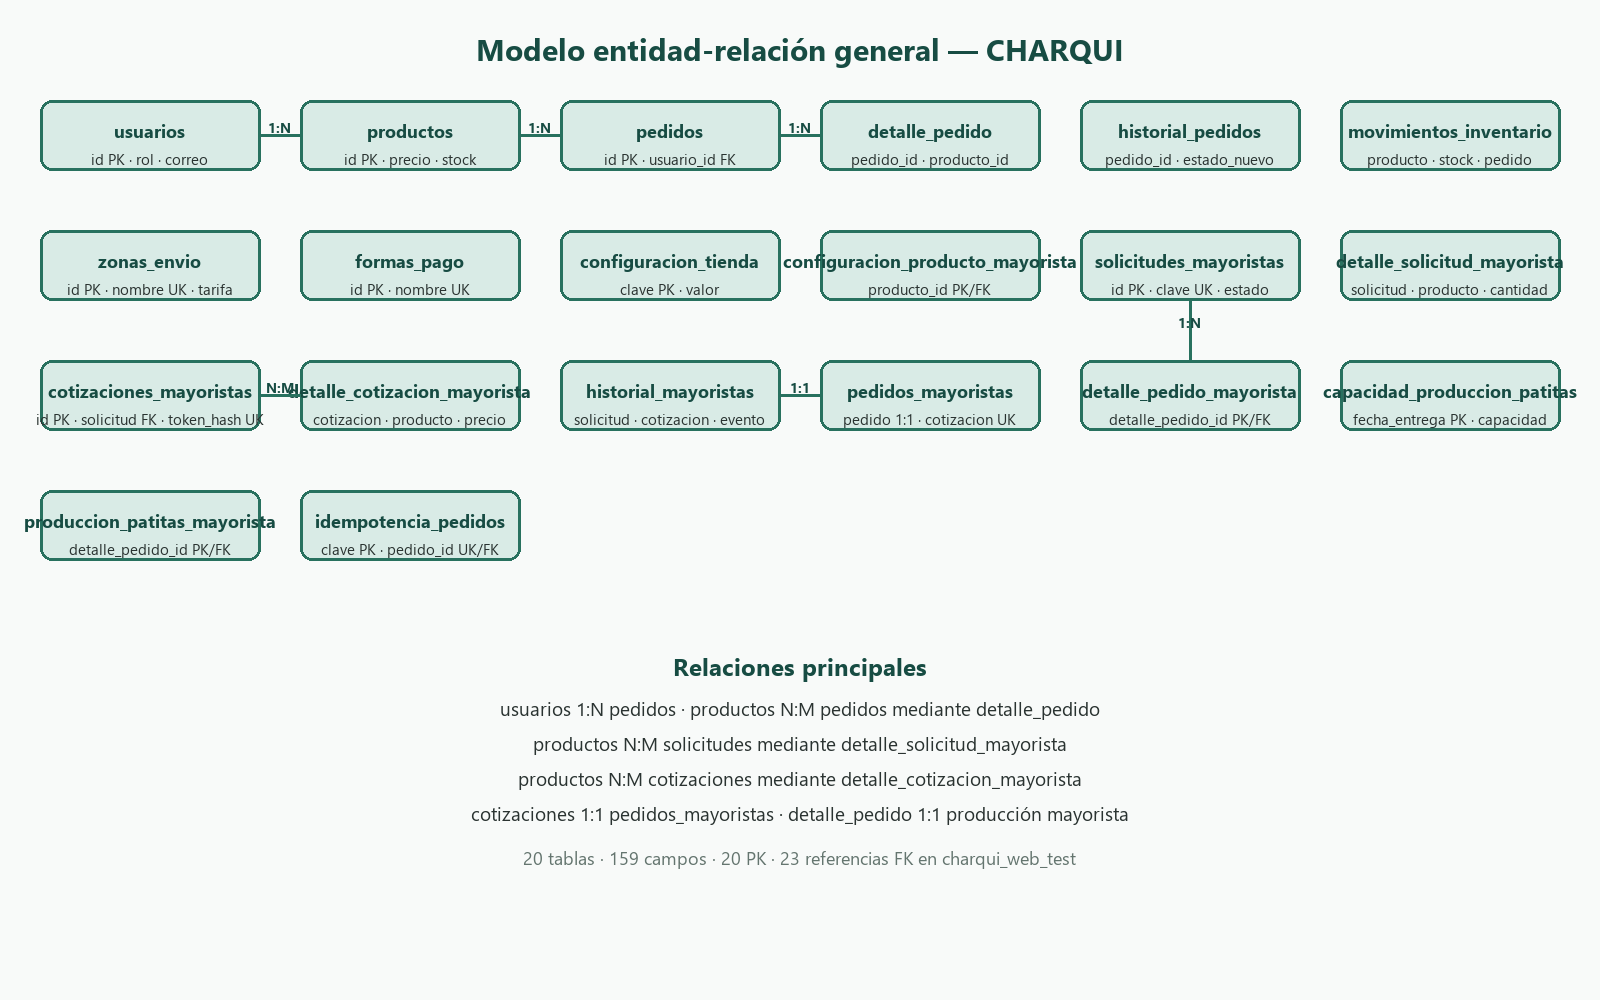 Modelo entidad-relación general — CHARQUI
usuarios
id PK · rol · correo
1:N
productos
id PK · precio · stock
1:N
pedidos
id PK · usuario_id FK
1:N
detalle_pedido
pedido_id · producto_id
historial_pedidos
pedido_id · estado_nuevo
movimientos_inventario
producto · stock · pedido
zonas_envio
id PK · nombre UK · tarifa
formas_pago
id PK · nombre UK
configuracion_tienda
clave PK · valor
configuracion_producto_mayorista
producto_id PK/FK
solicitudes_mayoristas
id PK · clave UK · estado
detalle_solicitud_mayorista
solicitud · producto · cantidad
1:N
cotizaciones_mayoristas
id PK · solicitud FK · token_hash UK
N:M
detalle_cotizacion_mayorista
cotizacion · producto · precio
historial_mayoristas
solicitud · cotizacion · evento
1:1
pedidos_mayoristas
pedido 1:1 · cotizacion UK
detalle_pedido_mayorista
detalle_pedido_id PK/FK
capacidad_produccion_patitas
fecha_entrega PK · capacidad
produccion_patitas_mayorista
detalle_pedido_id PK/FK
idempotencia_pedidos
clave PK · pedido_id UK/FK
Relaciones principales
usuarios 1:N pedidos · productos N:M pedidos mediante detalle_pedido
productos N:M solicitudes mediante detalle_solicitud_mayorista
productos N:M cotizaciones mediante detalle_cotizacion_mayorista
cotizaciones 1:1 pedidos_mayoristas · detalle_pedido 1:1 producción mayorista
20 tablas · 159 campos · 20 PK · 23 referencias FK en charqui_web_test